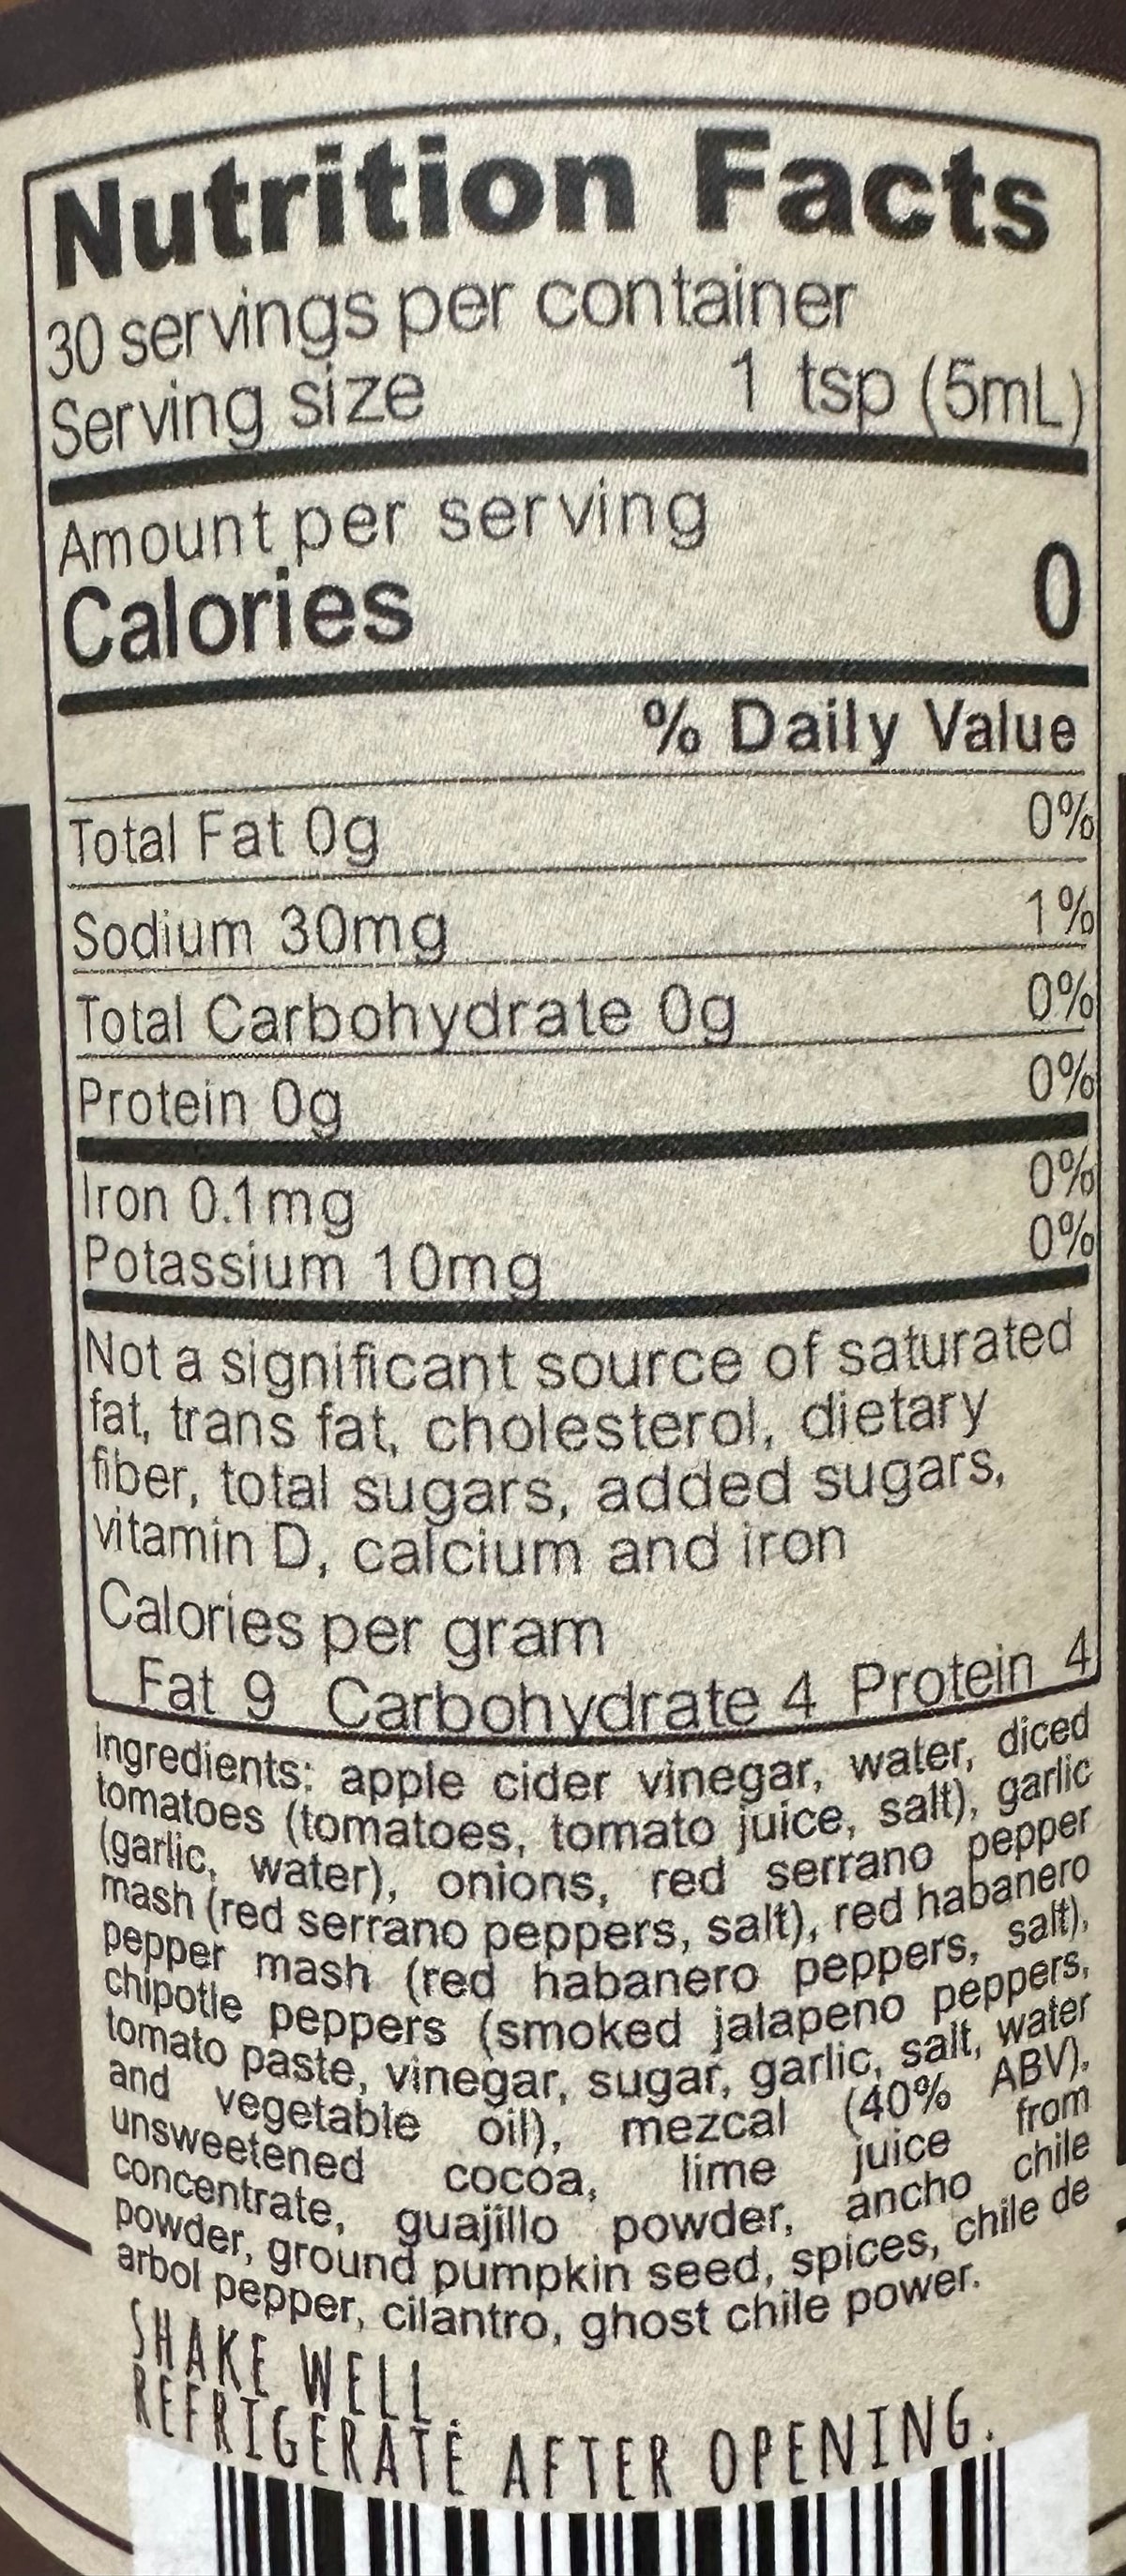 Nutrition Facts
30 servings per container
Serving size 1 tsp (5mL)
Amount per serving
Calories 0
% Daily Value
Total Fat 0g 0%
Sodium 30mg 1%
Total Carbohydrate 0g 0%
Protein 0g 0%
Iron 0.1mg 0%
Potassium 10mg 0%
Not a significant source of saturated
fat, trans fat, cholesterol, dietary
fiber, total sugars, added sugars,
vitamin D, calcium and iron
Calories per gram
Fat 9 Carbohydrate 4 Protein 4
Ingredients: apple cider vinegar, water, diced
tomatoes (tomatoes, tomato juice, salt), garlic
(garlic, water), onions, red serrano pepper
mash (red serrano peppers, salt), red habanero
pepper mash (red habanero peppers, salt),
chipotle peppers (smoked jalapeno peppers,
tomato paste, vinegar, sugar, garlic, salt, water
and vegetable oil), mezcal (40% ABV),
unsweetened cocoa, lime juice from
concentrate, guajillo powder, ancho chile
powder, ground pumpkin seed, spices, chile de
arbol pepper, cilantro, ghost chile power.
SHAKE WELL.
REFRIGERATE AFTER OPENING.